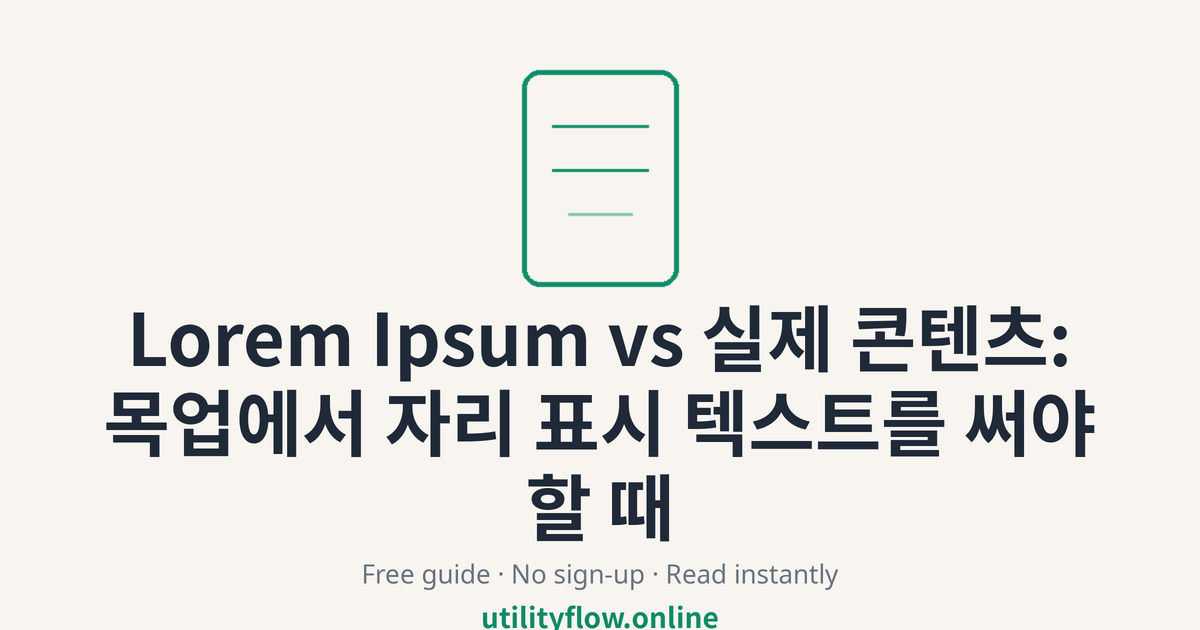 Lorem Ipsum vs 실제 콘텐츠:
목업에서 자리 표시 텍스트를 써야
할 때
Free guide · No sign-up · Read instantly
utilityflow.online